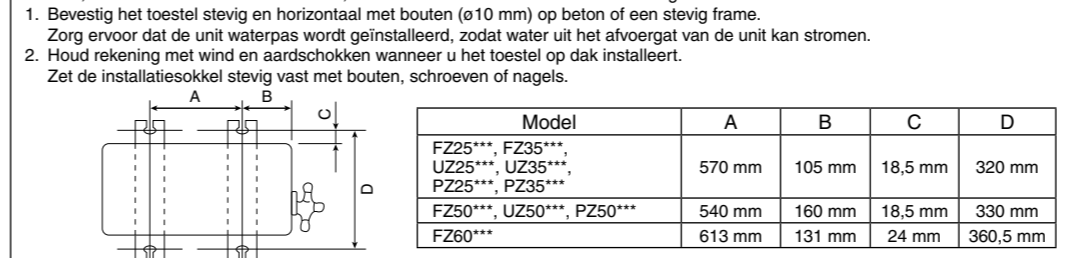 1. Bevestig het toestel stevig en horizontaal met bouten (ø10 mm) op beton of een stevig frame.
Zorg ervoor dat de unit waterpas wordt geïnstalleerd, zodat water uit het afvoergat van de unit kan stromen.
2. Houd rekening met wind en aardschokken wanneer u het toestel op dak installeert.
Zet de installatiesokkel stevig vast met bouten, schroeven of nagels.
A B
C
D
Model A B C D
FZ25***, FZ35***,
UZ25***, UZ35***,
PZ25***, PZ35*** 570 mm 105 mm 18,5 mm 320 mm
FZ50***, UZ50***, PZ50*** 540 mm 160 mm 18,5 mm 330 mm
FZ60*** 613 mm 131 mm 24 mm 360,5 mm